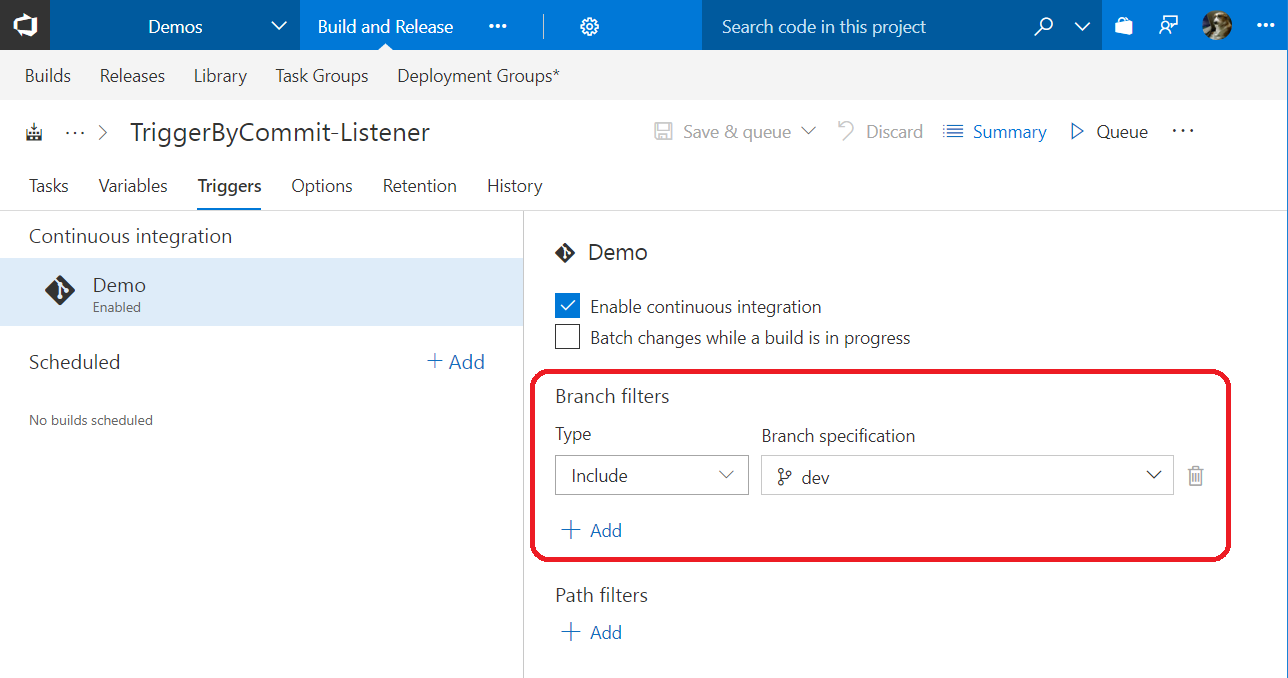 Demos
Build and Release
Search code in this project
Builds Releases Library Task Groups Deployment Groups*
TriggerByCommit-Listener
Save & queue Discard Summary Queue
Tasks Variables Triggers Options Retention History
Continuous integration
Demo
Enabled
Scheduled
+ Add
No builds scheduled
Demo
Enable continuous integration
Batch changes while a build is in progress
Branch filters
Type Branch specification
Include dev
+ Add
Path filters
+ Add